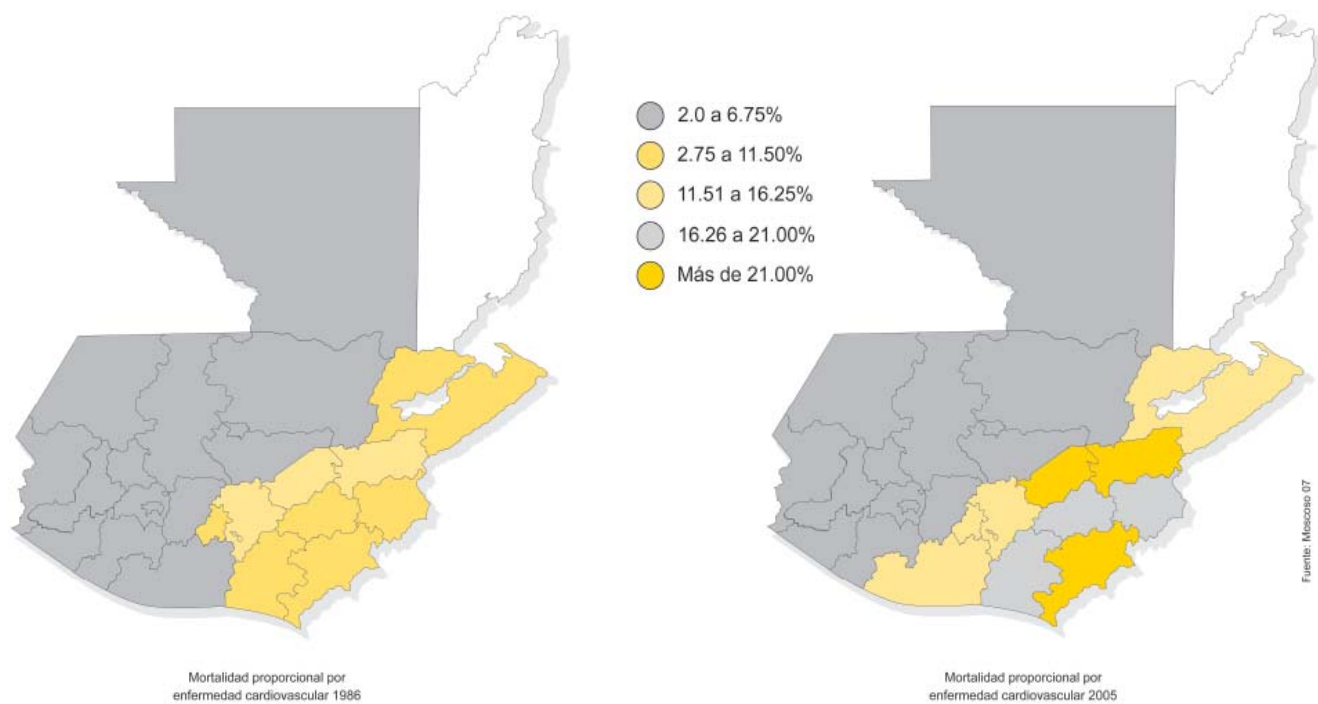 2.0 a 6.75%
2.75 a 11.50%
11.51 a 16.25%
16.26 a 21.00%
Más de 21.00%
Fuente: Moscoso 07
Mortalidad proporcional por
enfermedad cardiovascular 1986
Mortalidad proporcional por
enfermedad cardiovascular 2005